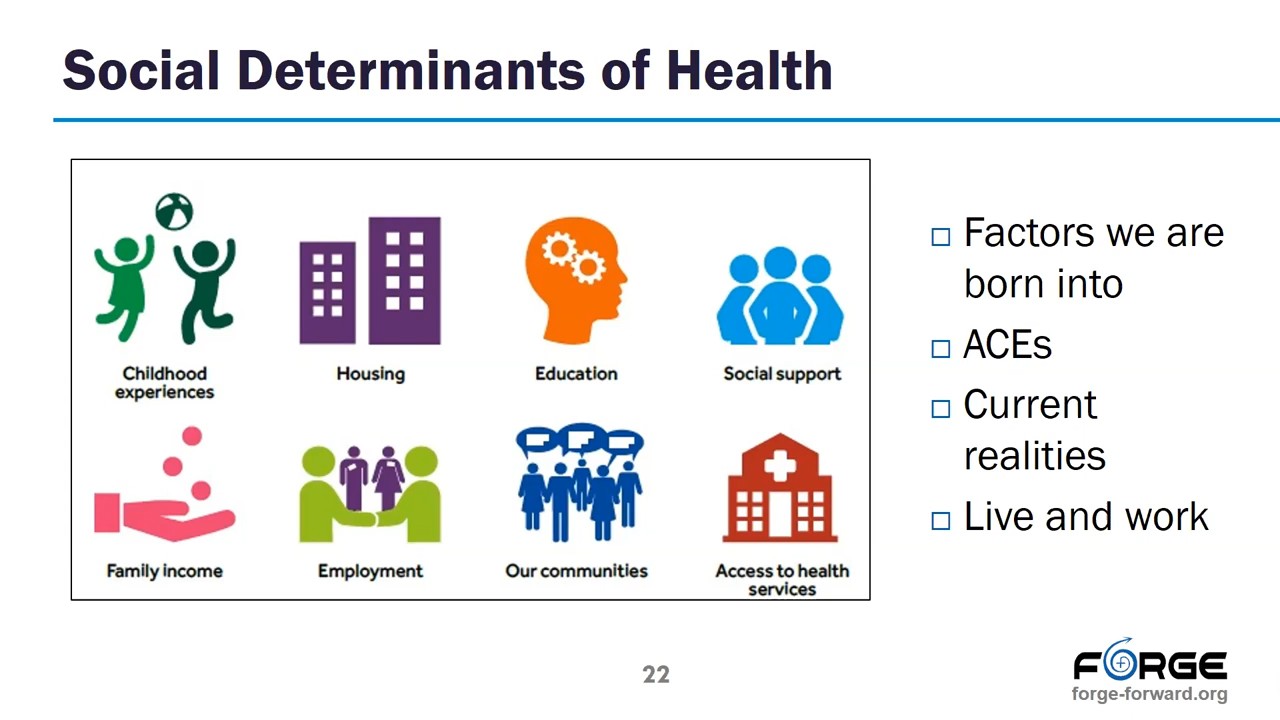 Social Determinants of Health
Childhood
experiences
Housing
Education
Social support
Family income
Employment
Our communities
Access to health
services
Factors we are
born into
ACEs
Current
realities
Live and work
22
FORGE
forge-forward.org